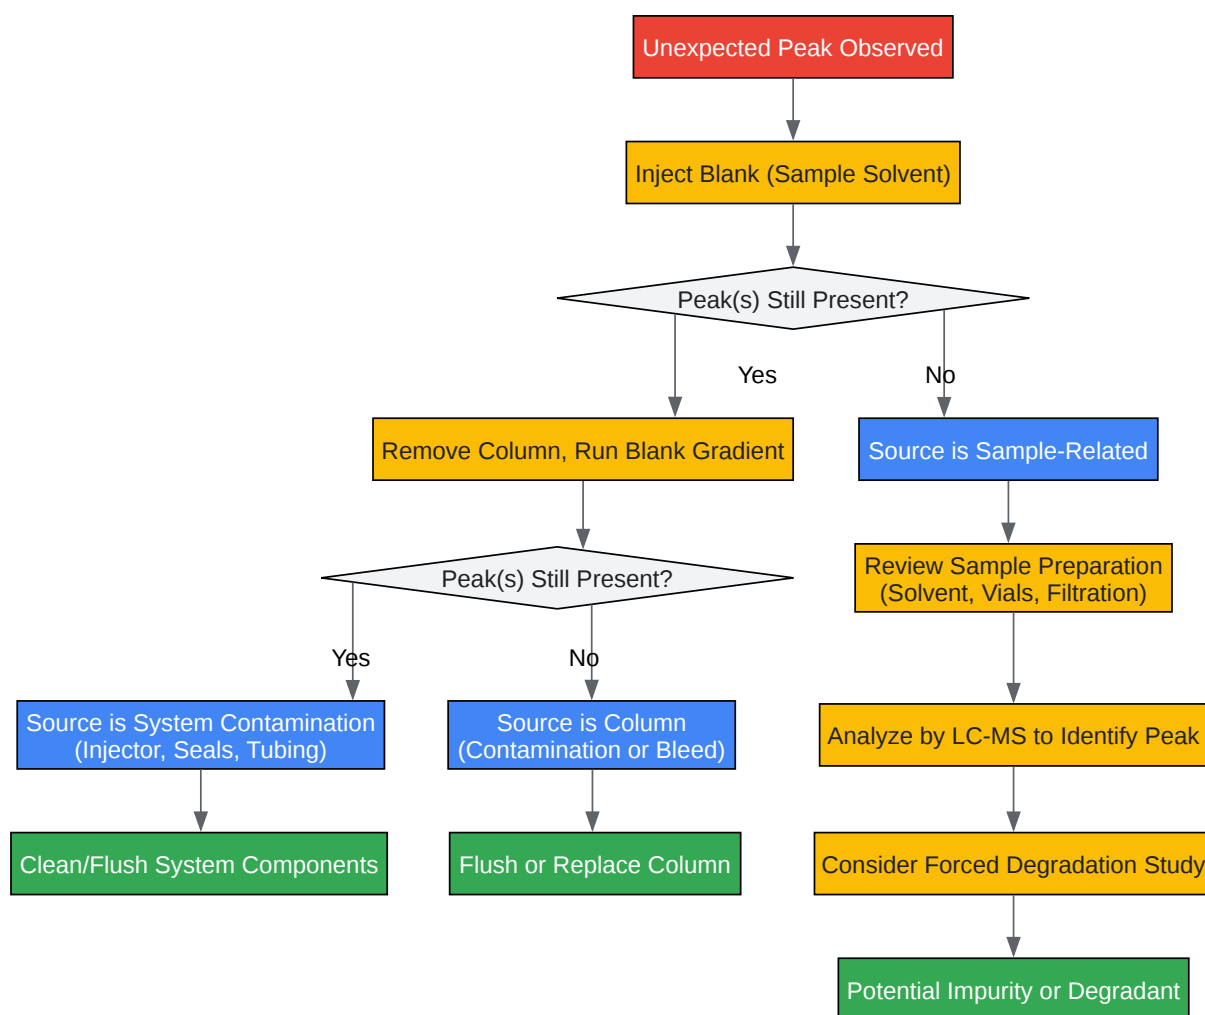 Unexpected Peak Observed
Inject Blank (Sample Solvent)
Peak(s) Still Present?
Yes
No
Remove Column, Run Blank Gradient
Source is Sample-Related
Peak(s) Still Present?
Review Sample Preparation
(Solvent, Vials, Filtration)
Yes
No
Source is System Contamination
(Injector, Seals, Tubing)
Source is Column
(Contamination or Bleed)
Analyze by LC-MS to Identify Peak
Clean/Flush System Components
Flush or Replace Column
Consider Forced Degradation Study
Potential Impurity or Degradant